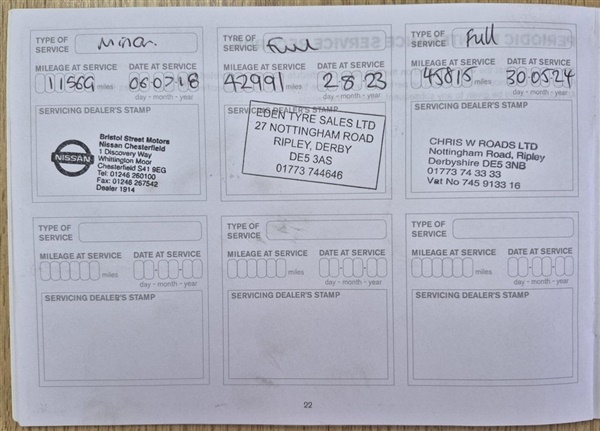 TYPE OF
SERVICE
Minor.
MILEAGE AT SERVICE DATE AT SERVICE
11569 miles 06-07-18
day - month - year
SERVICING DEALER'S STAMP
NISSAN
Bristol Street Motors
Nissan Chesterfield
1 Discovery Way
Whittington Moor
Chesterfield S41 9EG
Tel: 01246 260100
Fax: 01246 267542
Dealer 1914
TYPE OF
SERVICE
Full
MILEAGE AT SERVICE DATE AT SERVICE
42991 miles 2-8-23
day - month - year
SERVICING DEALER'S STAMP
EDEN TYRE SALES LTD
27 NOTTINGHAM ROAD
RIPLEY, DERBY
DE5 3AS
01773 744646
TYPE OF
SERVICE
Full
MILEAGE AT SERVICE DATE AT SERVICE
45815 miles 30-05-24
day - month - year
SERVICING DEALER'S STAMP
CHRIS W ROADS LTD
Nottingham Road, Ripley
Derbyshire DE5 3NB
01773 74 33 33
Vat No 745 9133 16
TYPE OF
SERVICE
MILEAGE AT SERVICE DATE AT SERVICE
miles
day - month - year
SERVICING DEALER'S STAMP
TYPE OF
SERVICE
MILEAGE AT SERVICE DATE AT SERVICE
miles
day - month - year
SERVICING DEALER'S STAMP
TYPE OF
SERVICE
MILEAGE AT SERVICE DATE AT SERVICE
miles
day - month - year
SERVICING DEALER'S STAMP
22